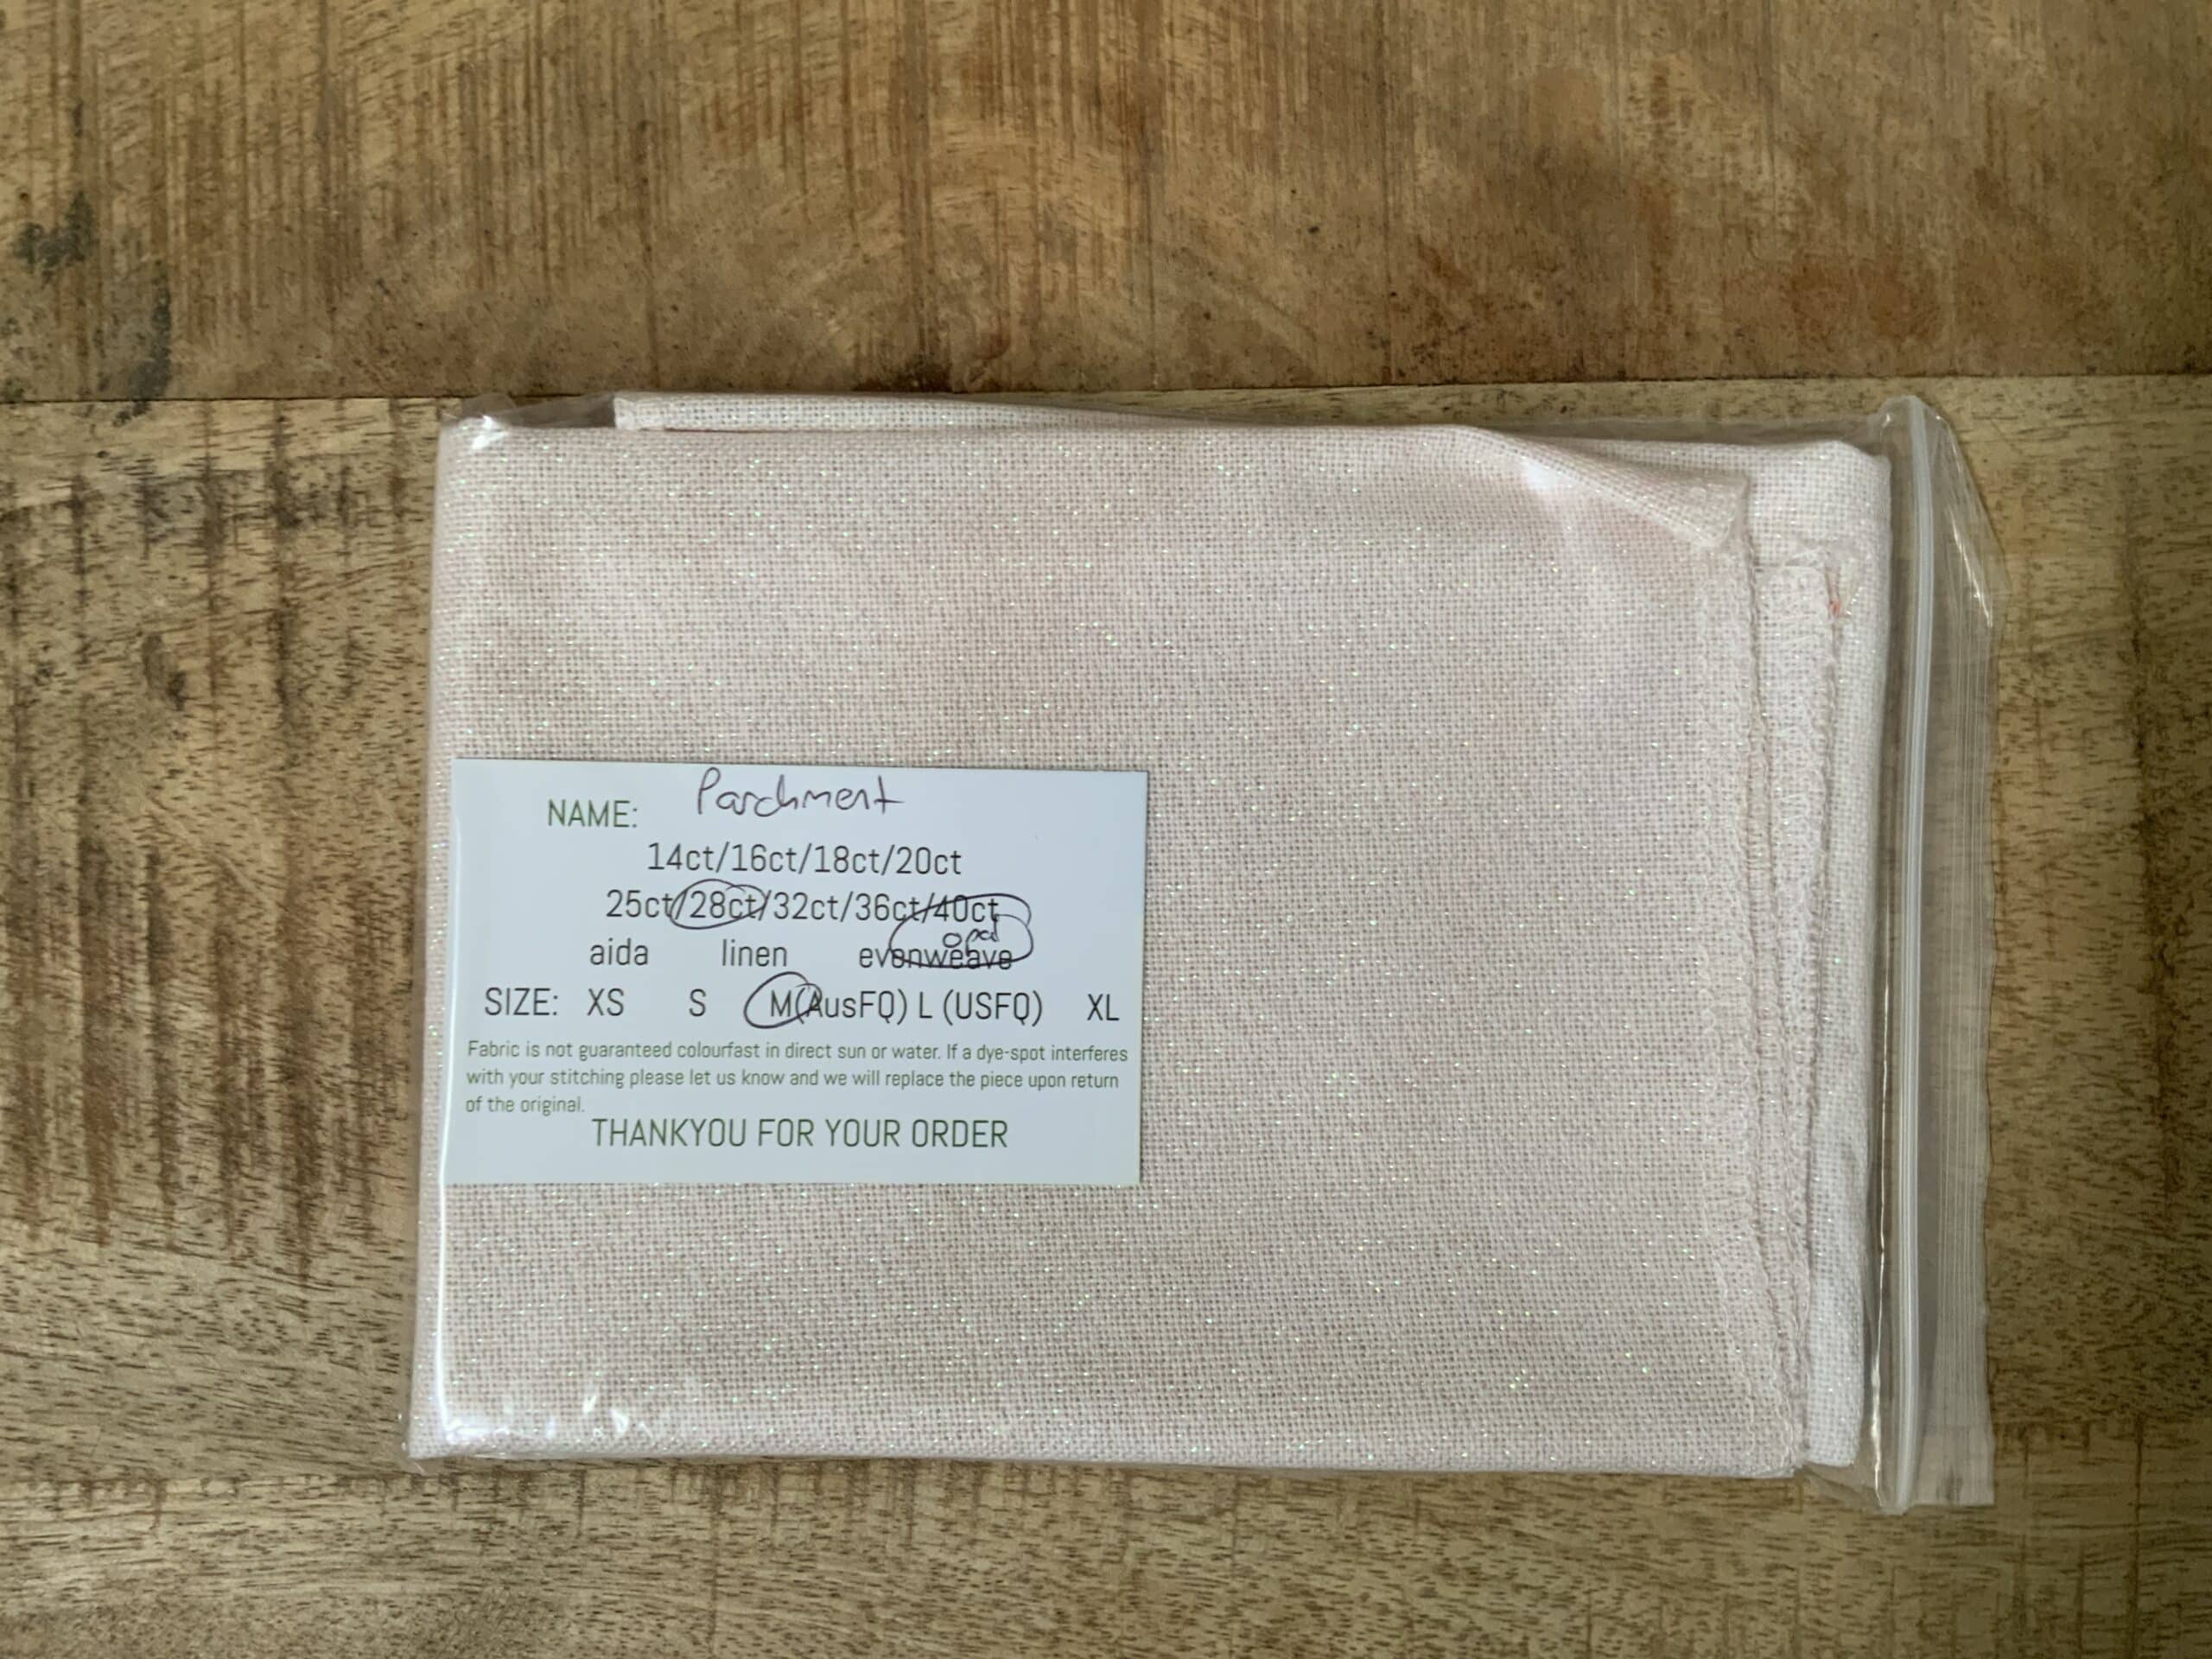 NAME: Parchment
14ct/16ct/18ct/20ct
25ct/28ct/32ct/36ct/40ct
opal
aida linen evenweave
SIZE: XS S M(AusFQ) L (USFQ) XL
Fabric is not guaranteed colourfast in direct sun or water. If a dye-spot interferes
with your stitching please let us know and we will replace the piece upon return
of the original.
THANKYOU FOR YOUR ORDER